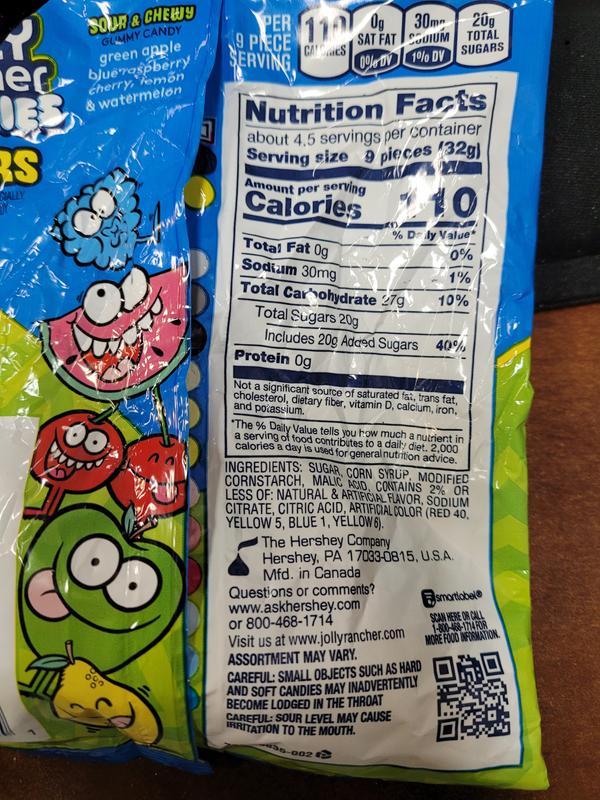 SOUR & CHEWY
GUMMY CANDY
green apple
blue raspberry
cherry, lemon
& watermelon
PER
9 PIECE
SERVING
110
CALORIES
0g
SAT FAT
0% DV
30mg
SODIUM
1% DV
20g
TOTAL
SUGARS
Nutrition Facts
about 4.5 servings per container
Serving size 9 pieces (32g)
Amount per serving
Calories 110
% Daily Value*
Total Fat 0g 0%
Sodium 30mg 1%
Total Carbohydrate 27g 10%
Total Sugars 20g
Includes 20g Added Sugars 40%
Protein 0g
Not a significant source of saturated fat, trans fat,
cholesterol, dietary fiber, vitamin D, calcium, iron,
and potassium.
*The % Daily Value tells you how much a nutrient in
a serving of food contributes to a daily diet. 2,000
calories a day is used for general nutrition advice.
INGREDIENTS: SUGAR, CORN SYRUP, MODIFIED
CORNSTARCH, MALIC ACID, CONTAINS 2% OR
LESS OF: NATURAL & ARTIFICIAL FLAVOR, SODIUM
CITRATE, CITRIC ACID, ARTIFICIAL COLOR (RED 40,
YELLOW 5, BLUE 1, YELLOW 6).
The Hershey Company
Hershey, PA 17033-0815, U.S.A.
Mfd. in Canada
Questions or comments?
www.askhershey.com
or 800-468-1714
Visit us at www.jollyrancher.com
ASSORTMENT MAY VARY.
CAREFUL: SMALL OBJECTS SUCH AS HARD
AND SOFT CANDIES MAY INADVERTENTLY
BECOME LODGED IN THE THROAT
CAREFUL: SOUR LEVEL MAY CAUSE
IRRITATION TO THE MOUTH.
smartlabel®
SCAN HERE OR CALL
1-800-468-1714 FOR
MORE FOOD INFORMATION.